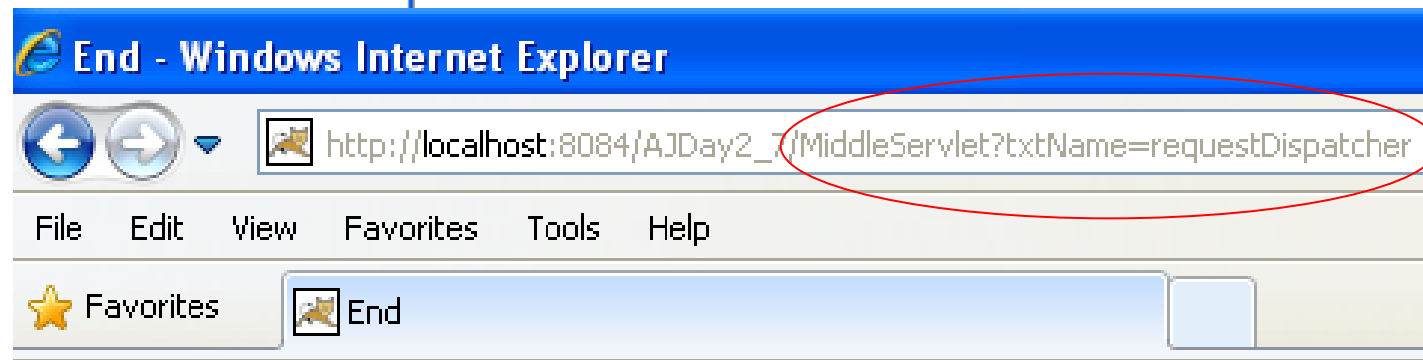 End - Windows Internet Explorer
http://localhost:8084/AJDay2_7/MiddleServlet?txtName=requestDispatcher
File Edit View Favorites Tools Help
Favorites End